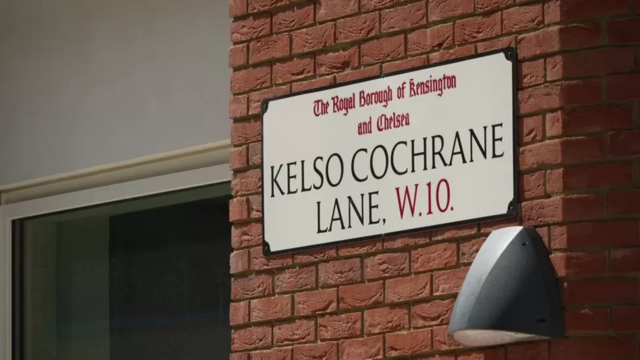 The Royal Borough of Kensington
and Chelsea
KELSO COCHRANE
LANE, W.10.